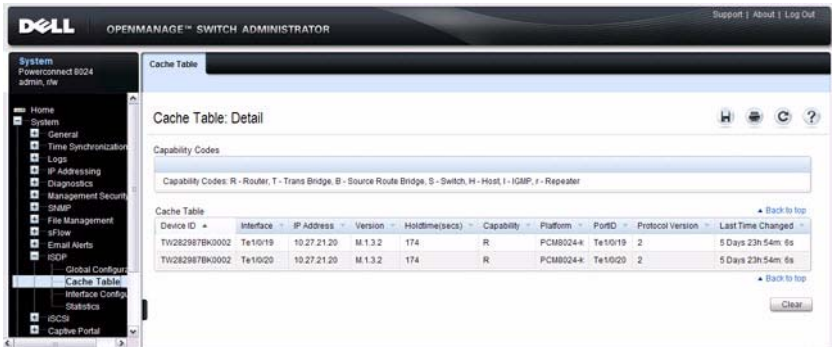 Support | About | Log Out
DELL
OPENMANAGE™ SWITCH ADMINISTRATOR
System
Powerconnect 8024
admin, r/w
Cache Table
Home
System
General
Time Synchronization
Logs
IP Addressing
Diagnostics
Management Security
SNMP
File Management
sFlow
Email Alerts
ISDP
Global Configura
Cache Table
Interface Configu
Statistics
iSCSI
Captive Portal
Cache Table: Detail
Capability Codes
Capability Codes: R - Router, T - Trans Bridge, B - Source Route Bridge, S - Switch, H - Host, I - IGMP, r - Repeater
Cache Table
Back to top
Device ID Interface IP Address Version Holdtime(secs) Capability Platform PortID Protocol Version Last Time Changed
TW282987BK0002 Te1/0/19 10.27.21.20 M.1.3.2 174 R PCM8024-k Te1/0/19 2 5 Days 23h:54m: 6s
TW282987BK0002 Te1/0/20 10.27.21.20 M.1.3.2 174 R PCM8024-k Te1/0/20 2 5 Days 23h:54m: 6s
Back to top
Clear